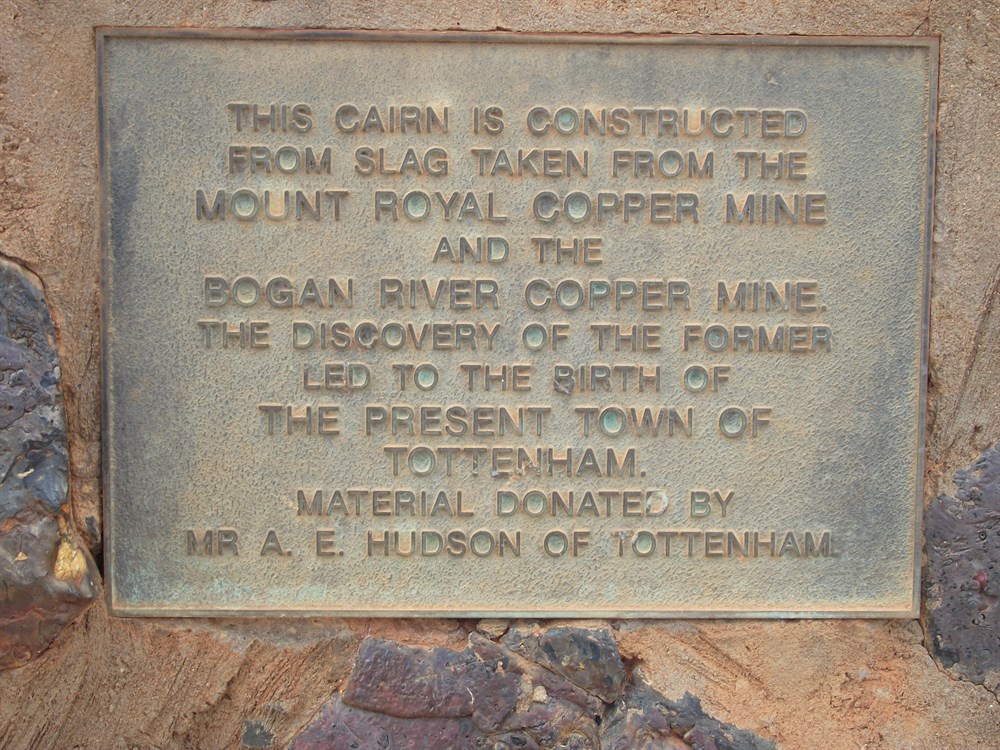 THIS CAIRN IS CONSTRUCTED
FROM SLAG TAKEN FROM THE
MOUNT ROYAL COPPER MINE
AND THE
BOGAN RIVER COPPER MINE.
THE DISCOVERY OF THE FORMER
LED TO THE BIRTH OF
THE PRESENT TOWN OF
TOTTENHAM.
MATERIAL DONATED BY
MR A. E. HUDSON OF TOTTENHAM.